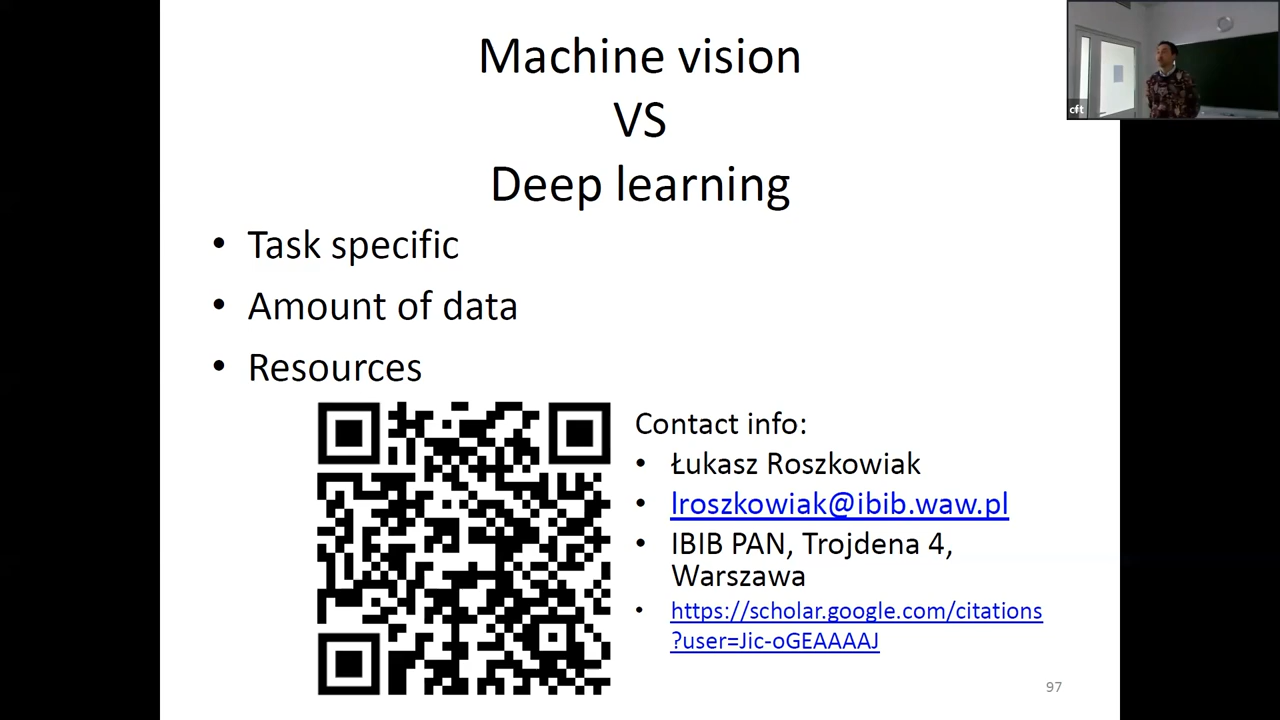 Machine vision
VS
Deep learning
• Task specific
• Amount of data
• Resources
Contact info:
• Łukasz Roszkowiak
• lroszkowiak@ibib.waw.pl
• IBIB PAN, Trojdena 4,
Warszawa
• https://scholar.google.com/citations
?user=Jic-oGEAAAAJ
97
cft